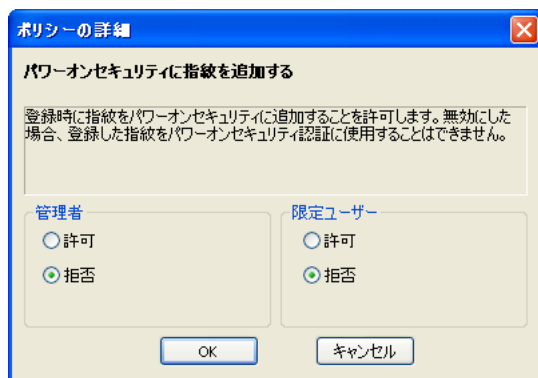 ポリシーの詳細
パワーオンセキュリティに指紋を追加する
登録時に指紋をパワーオンセキュリティに追加することを許可します。無効にした
場合、登録した指紋をパワーオンセキュリティ認証に使用することはできません。
管理者
許可
拒否
限定ユーザー
許可
拒否
OK
キャンセル